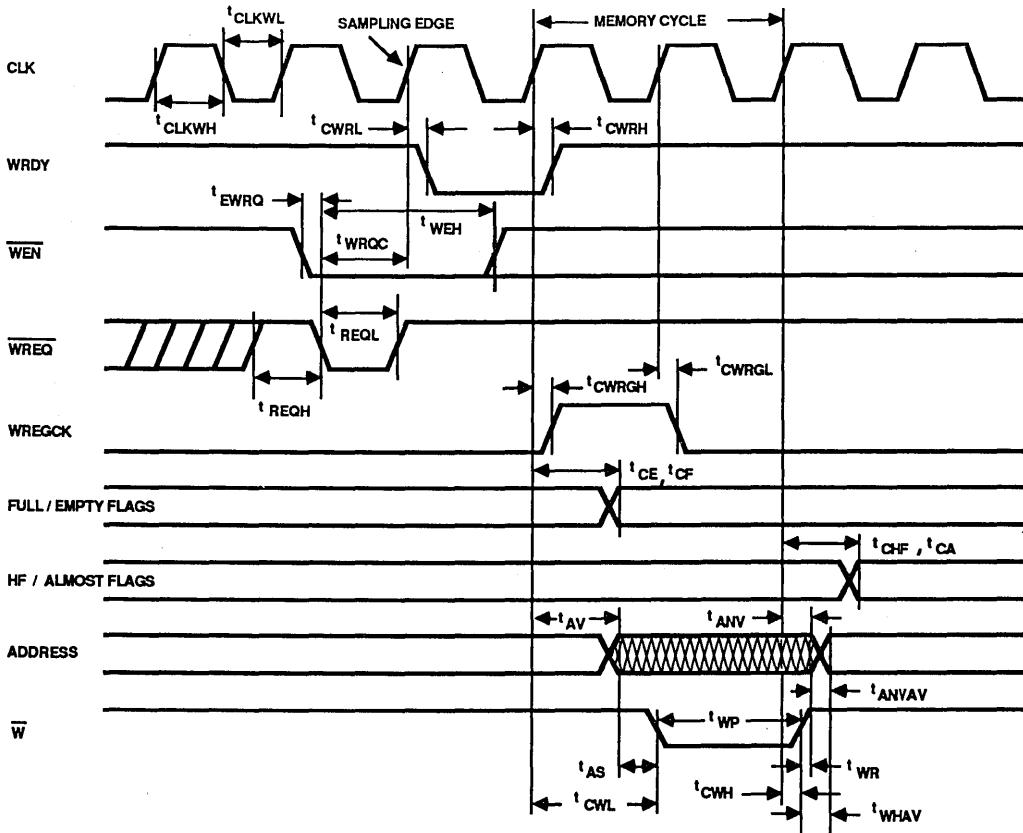 tCLKWL
SAMPLING EDGE
MEMORY CYCLE
CLK
tCLKWH
tCWRL
tCWRH
WRDY
tEWRQ
tWEH
WEN
tWRQC
tREQL
WREQ
tREQH
tCWRGH
tCWRGL
WREGCK
tCE, tCF
FULL / EMPTY FLAGS
tCHF , tCA
HF / ALMOST FLAGS
tAV
tANV
ADDRESS
tANVAV
W
tWP
tAS
tWR
tCWL
tCWH
tWHAV